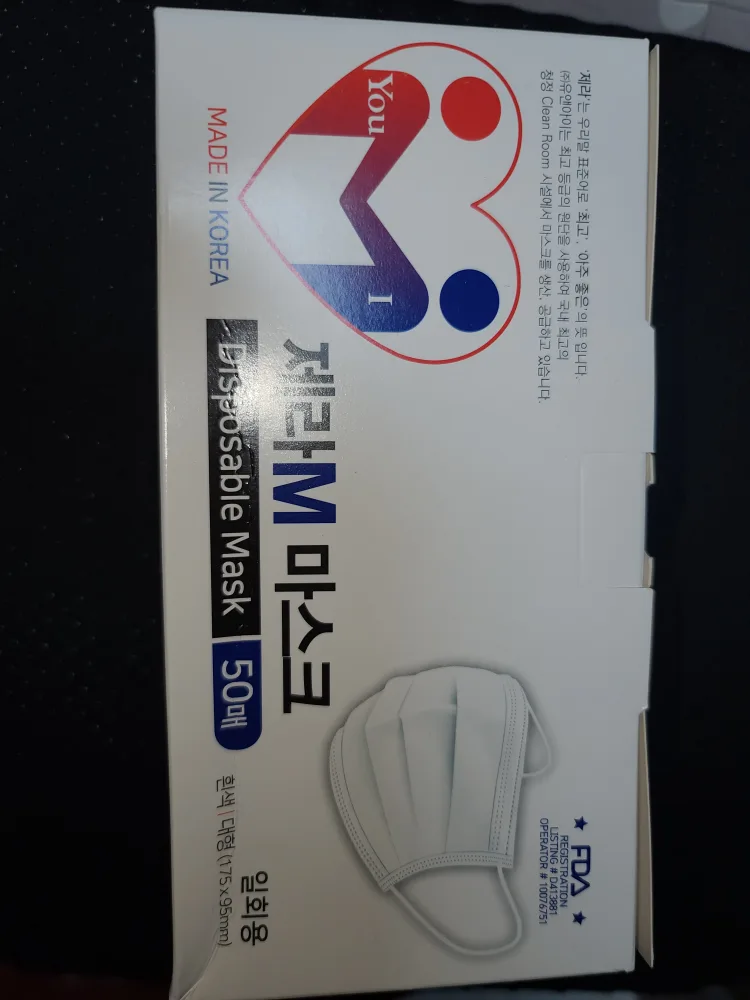 '제라'는 우리말 표준어로 '최고', '아주 좋은'의 뜻 입니다.
㈜유앤아이는 최고 등급의 원단을 사용하여 국내 최고의
청정 Clean Room 시설에서 마스크를 생산, 공급하고 있습니다.
You
I
MADE IN KOREA
제라M 마스크
Disposable Mask 50매
★ FDA ★
REGISTRATION
LISTING # D413881
OPERATOR # 10076751
일회용
흰색 | 대형 (175 x 95mm)